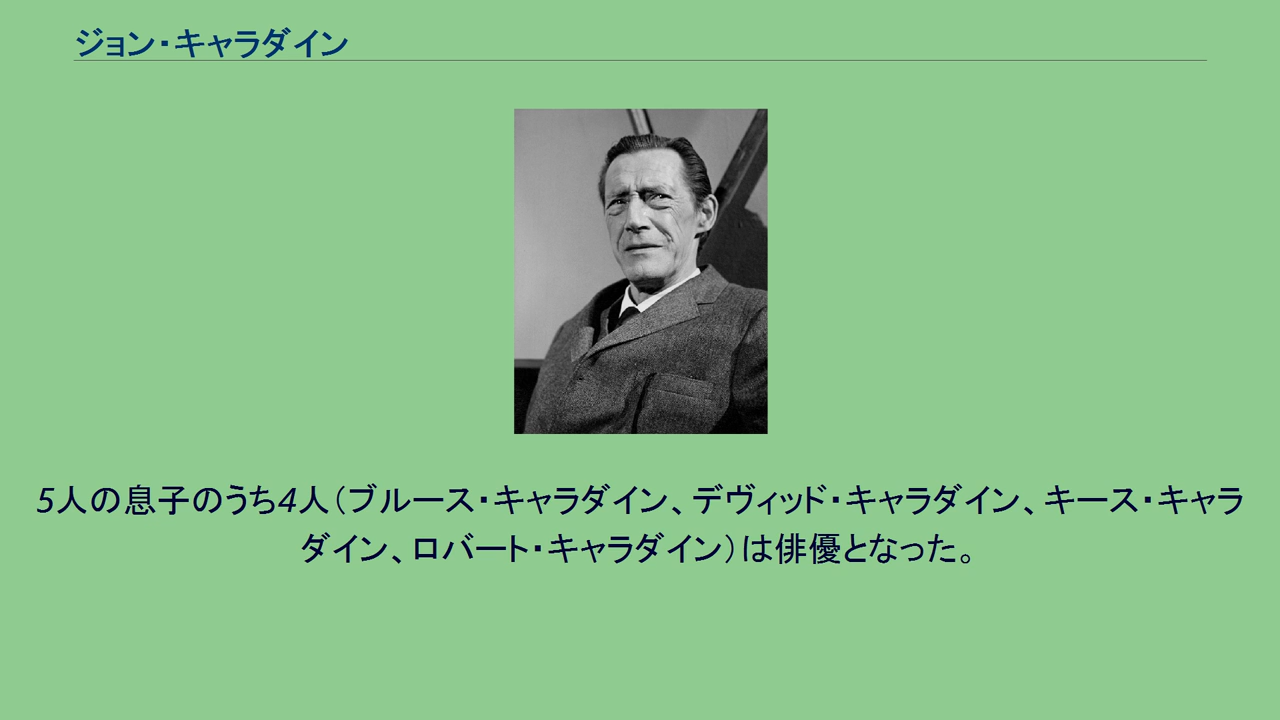 ジョン・キャラダイン
5人の息子のうち4人（ブルース・キャラダイン、デヴィッド・キャラダイン、キース・キャラ
ダイン、ロバート・キャラダイン）は俳優となった。